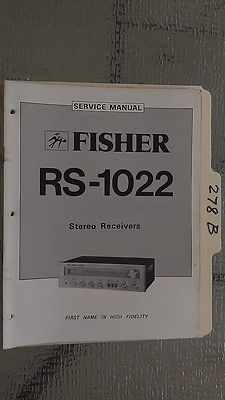 SERVICE MANUAL
FISHER
RS-1022
Stereo Receivers
FIRST NAME IN HIGH FIDELITY
278 B